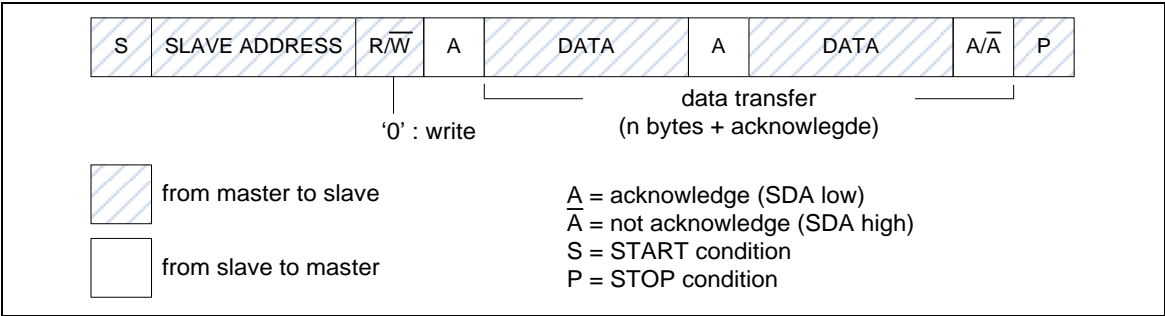 S SLAVE ADDRESS R/W̅ A DATA A DATA A/A̅ P
data transfer
(n bytes + acknowlegde)
‘0’ : write
from master to slave
from slave to master
A = acknowledge (SDA low)
A̅ = not acknowledge (SDA high)
S = START condition
P = STOP condition